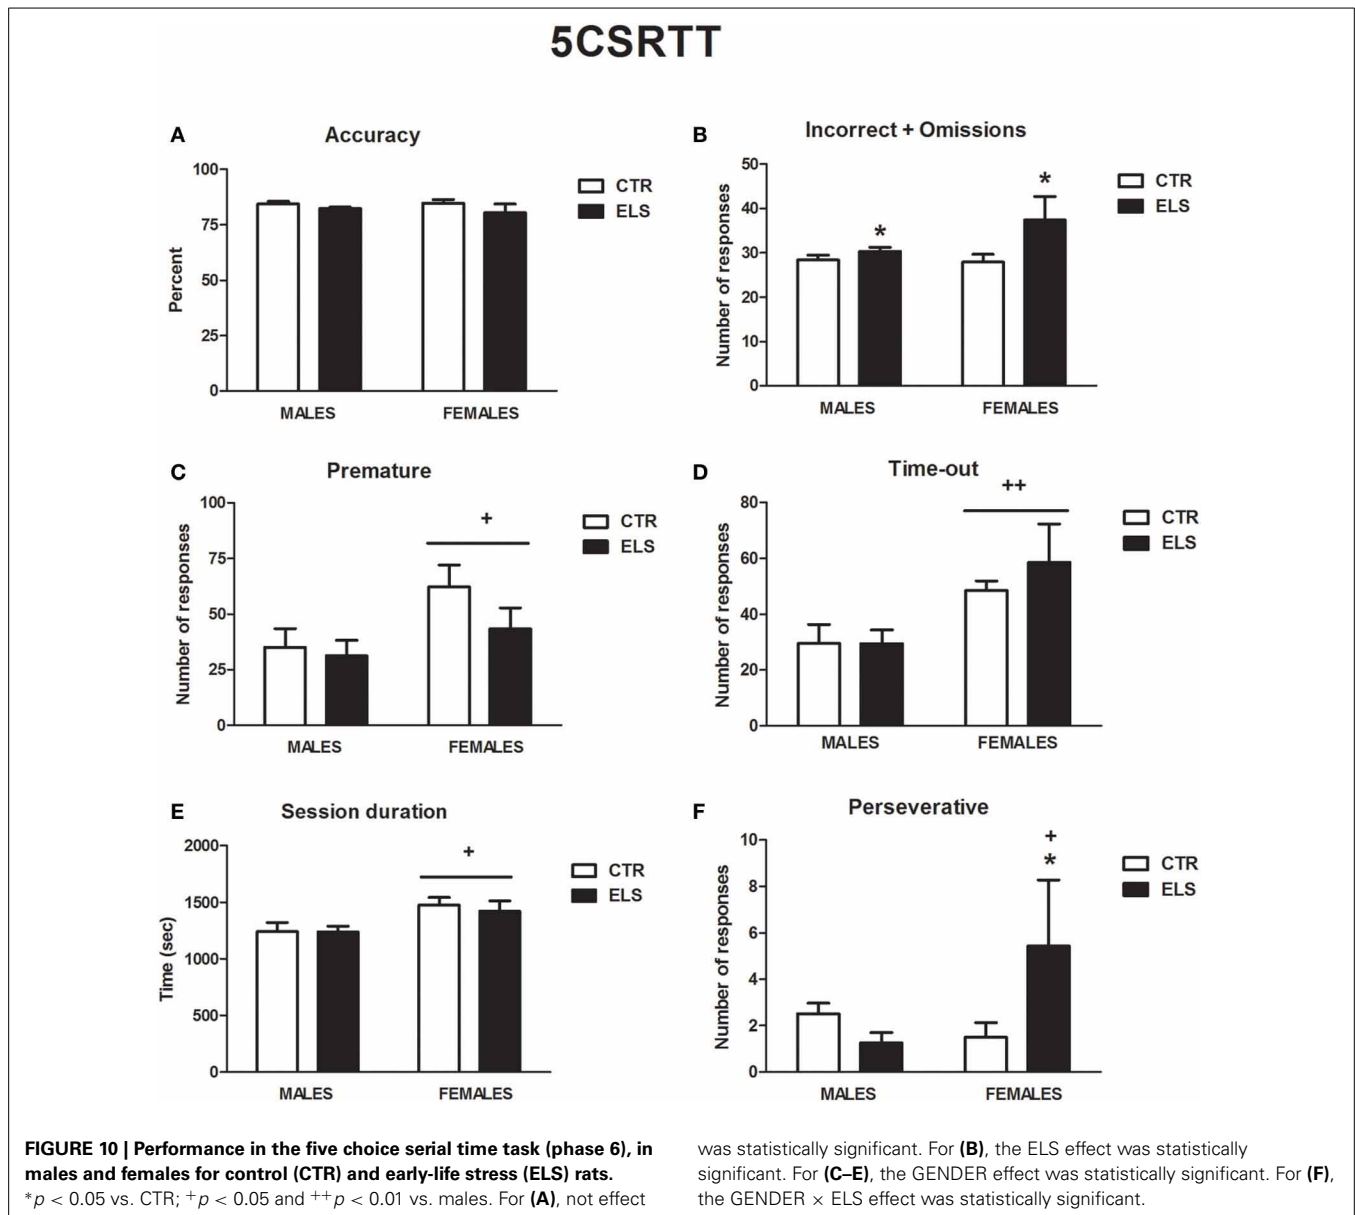 5CSRTT
A Accuracy
100
75
50
25
0
Percent
MALES FEMALES
CTR
ELS
B Incorrect + Omissions
50
40
30
20
10
0
Number of responses
* *
MALES FEMALES
CTR
ELS
C Premature
100
75
50
25
0
Number of responses
+
MALES FEMALES
CTR
ELS
D Time-out
80
60
40
20
0
Number of responses
++
MALES FEMALES
CTR
ELS
E Session duration
2000
1500
1000
500
0
Time (sec)
+
MALES FEMALES
CTR
ELS
F Perseverative
10
8
6
4
2
0
Number of responses
+
*
MALES FEMALES
CTR
ELS
FIGURE 10 | Performance in the five choice serial time task (phase 6), in
males and females for control (CTR) and early-life stress (ELS) rats.
*p < 0.05 vs. CTR; +p < 0.05 and ++p < 0.01 vs. males. For (A), not effect
was statistically significant. For (B), the ELS effect was statistically
significant. For (C–E), the GENDER effect was statistically significant. For (F),
the GENDER × ELS effect was statistically significant.